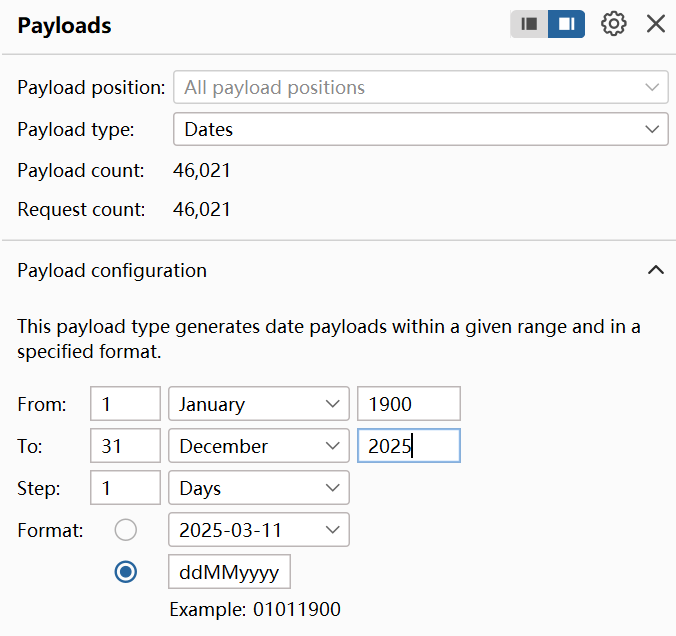 Payloads
Payload position: All payload positions
Payload type: Dates
Payload count: 46,021
Request count: 46,021
Payload configuration
This payload type generates date payloads within a given range and in a
specified format.
From: 1 January 1900
To: 31 December 2025
Step: 1 Days
Format: 2025-03-11
ddMMyyyy
Example: 01011900